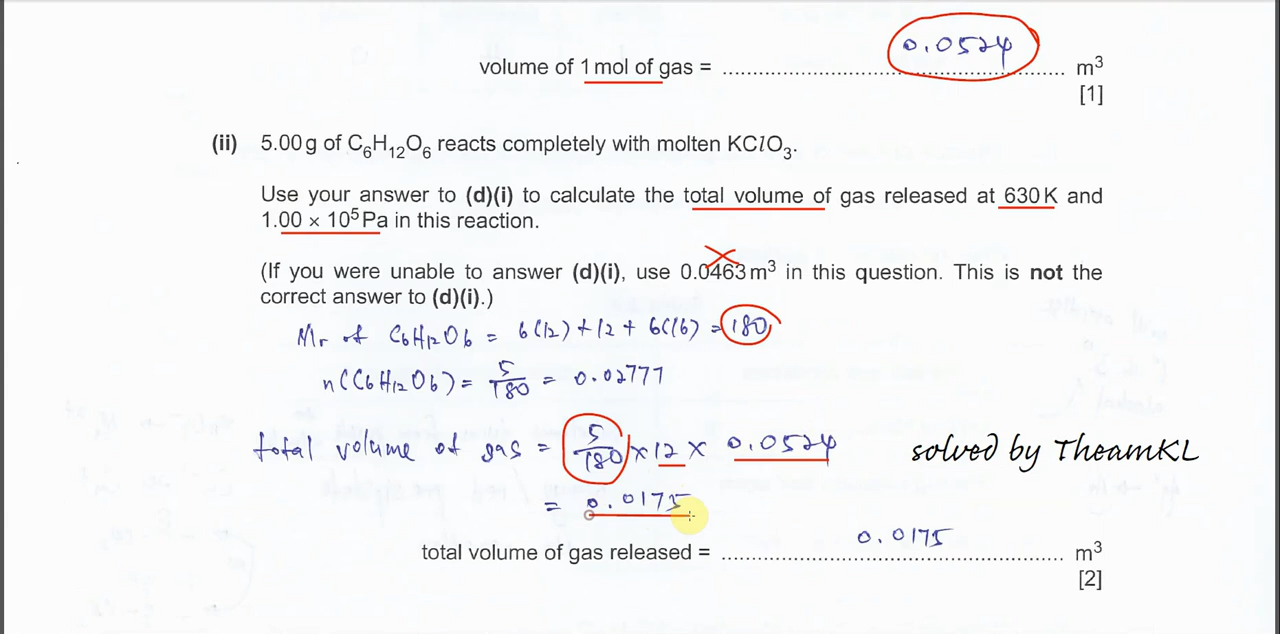 0.0524
volume of 1 mol of gas = ........................................................ m³
[1]
(ii) 5.00 g of C₆H₁₂O₆ reacts completely with molten KClO₃.
Use your answer to (d)(i) to calculate the total volume of gas released at 630 K and
1.00 × 10⁵ Pa in this reaction.
(If you were unable to answer (d)(i), use 0.0463 m³ in this question. This is not the
correct answer to (d)(i).)
Mr of C6H12O6 = 6(12) + 12 + 6(16) = 180
n(C6H12O6) = 5/180 = 0.02777
total volume of gas = 5/180 × 12 × 0.0524
solved by TheamKL
= 0.0175
0.0175
total volume of gas released = ........................................................ m³
[2]